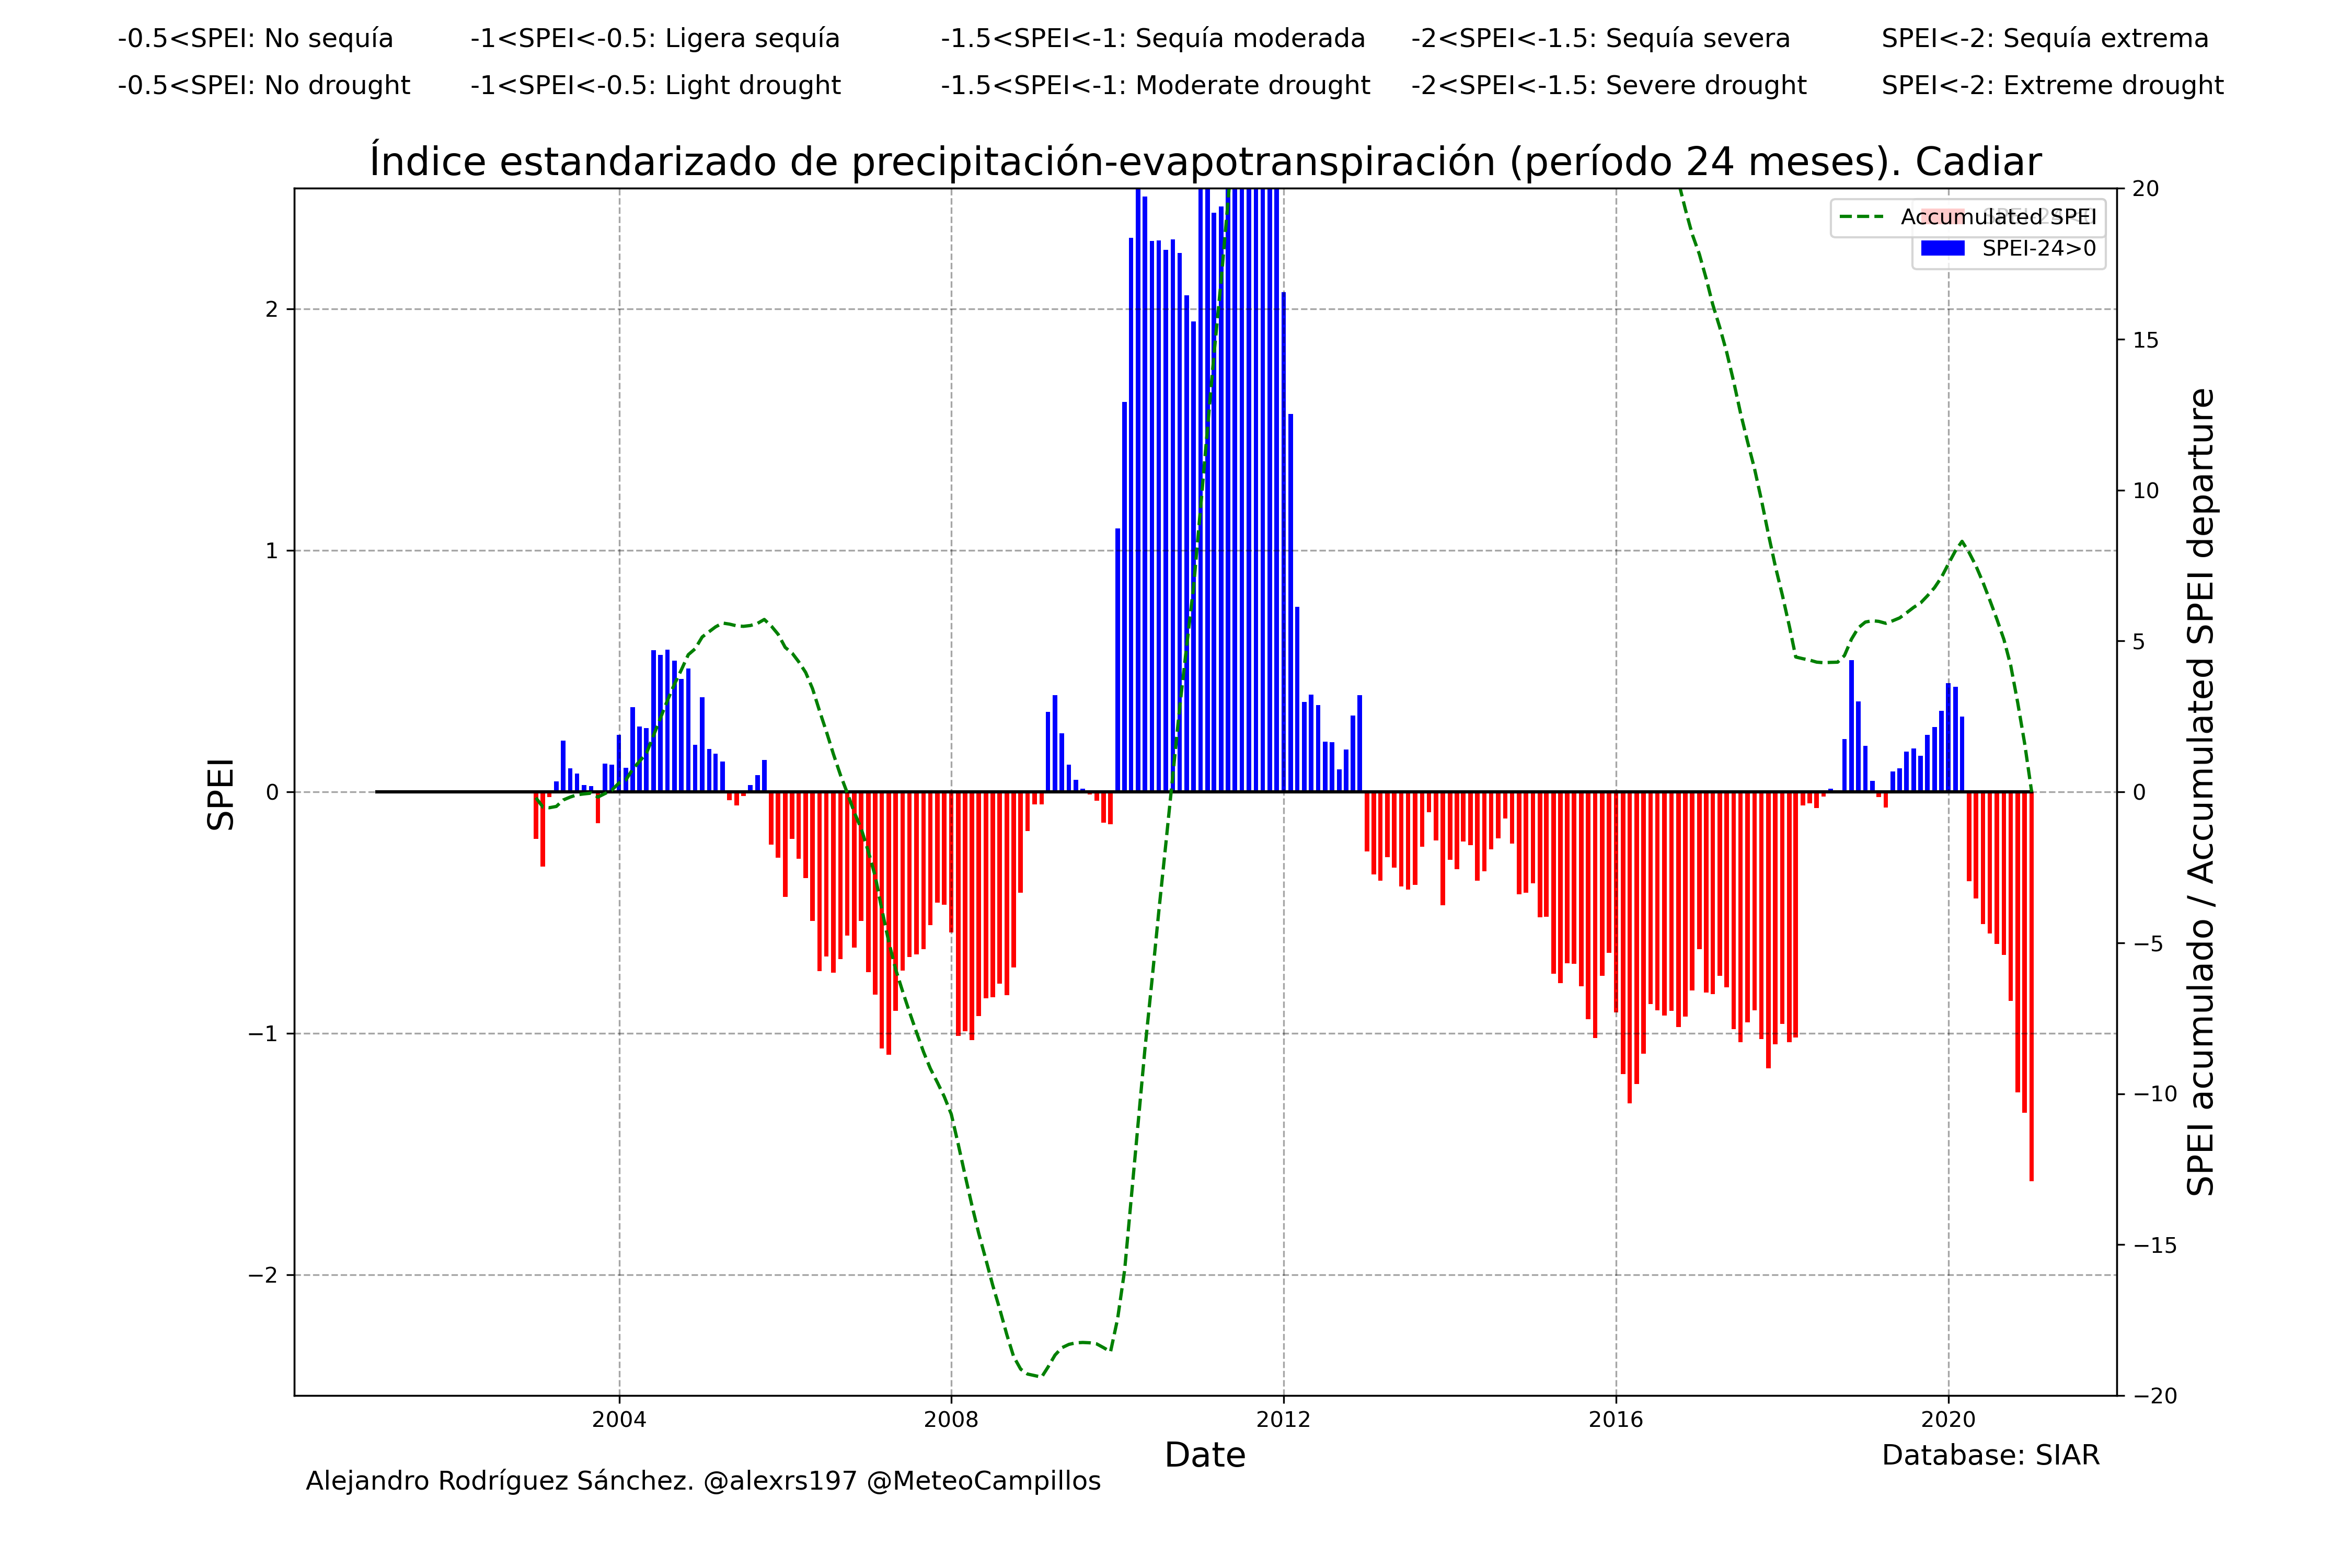 -0.5<SPEI: No sequía -1<SPEI<-0.5: Ligera sequía -1.5<SPEI<-1: Sequía moderada -2<SPEI<-1.5: Sequía severa SPEI<-2: Sequía extrema
-0.5<SPEI: No drought -1<SPEI<-0.5: Light drought -1.5<SPEI<-1: Moderate drought -2<SPEI<-1.5: Severe drought SPEI<-2: Extreme drought
Índice estandarizado de precipitación-evapotranspiración (período 24 meses). Cadiar
Accumulated SPEI
SPEI-24>0
2
1
0
−1
−2
SPEI
20
15
10
5
0
−5
−10
−15
−20
SPEI acumulado / Accumulated SPEI departure
2004 2008 2012 2016 2020
Date
Database: SIAR
Alejandro Rodríguez Sánchez. @alexrs197 @MeteoCampillos